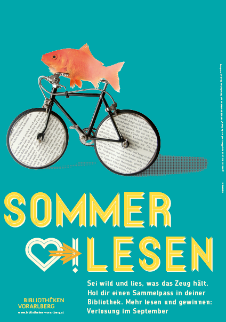 SOMMER
LESEN
Sei wild und lies, was das Zeug hält.
Hol dir einen Sammelpass in deiner
Bibliothek. Mehr lesen und gewinnen:
Verlosung im September
BIBLIOTHEKEN
VORARLBERG